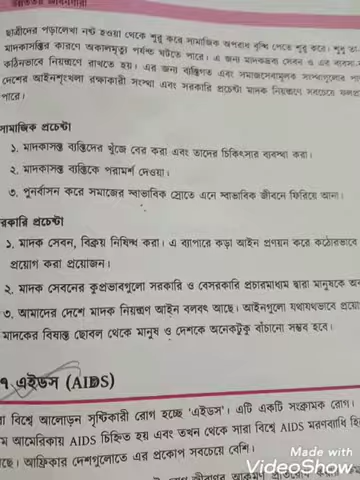 ছাত্রীদের পড়ালেখা নষ্ট হওয়া থেকে শুরু করে সামাজিক অপরাধ বৃদ্ধি পেতে শুরু করে। শুধু তা
মাদকাসক্তির কারণে অকালমৃত্যু পর্যন্ত ঘটতে পারে। এ জন্য মাদকদ্রব্য সেবন ও এর ব্যবসা
কঠিনভাবে নিয়ন্ত্রণে রাখতে হয়। এর জন্য ব্যক্তিগত এবং সমাজসেবামূলক সংস্থাগুলোর পা
দেশের আইনশৃংখলা রক্ষাকারী সংস্থা এবং সরকারি প্রচেষ্টা মাদক নিয়ন্ত্রণে সবচেয়ে ফলপ্র
পারে।
সামাজিক প্রচেষ্টা
১. মাদকাসক্ত ব্যক্তিদের খুঁজে বের করা এবং তাদের চিকিৎসার ব্যবস্থা করা।
২. মাদকাসক্ত ব্যক্তিকে পরামর্শ দেওয়া।
৩. পুনর্বাসন করে সমাজের স্বাভাবিক স্রোতে এনে স্বাভাবিক জীবনে ফিরিয়ে আনা।
রকারি প্রচেষ্টা
১. মাদক সেবন, বিক্রয় নিষিদ্ধ করা। এ ব্যাপারে কড়া আইন প্রণয়ন করে কঠোরভাবে
প্রয়োগ করা প্রয়োজন।
২. মাদক সেবনের কুপ্রভাবগুলো সরকারি ও বেসরকারি প্রচারমাধ্যম দ্বারা মানুষকে অ
৩. আমাদের দেশে মাদক নিয়ন্ত্রণ আইন বলবৎ আছে। আইনগুলো যথাযথভাবে প্রয়ো
মাদকের বিষাক্ত ছোবল থেকে মানুষ ও দেশকে অনেকটুকু বাঁচানো সম্ভব হবে।
৭ এইডস (AIDS)
রা বিশ্বে আলোড়ন সৃষ্টিকারী রোগ হচ্ছে 'এইডস'। এটি একটি সংক্রামক রোগ।
ম আমেরিকায় AIDS চিহ্নিত হয় এবং তখন থেকে সারা বিশ্বে AIDS মরণব্যাধি হি
ছে। আফ্রিকার দেশগুলোতে এর প্রকোপ সবচেয়ে বেশি।
Made with
VideoShow